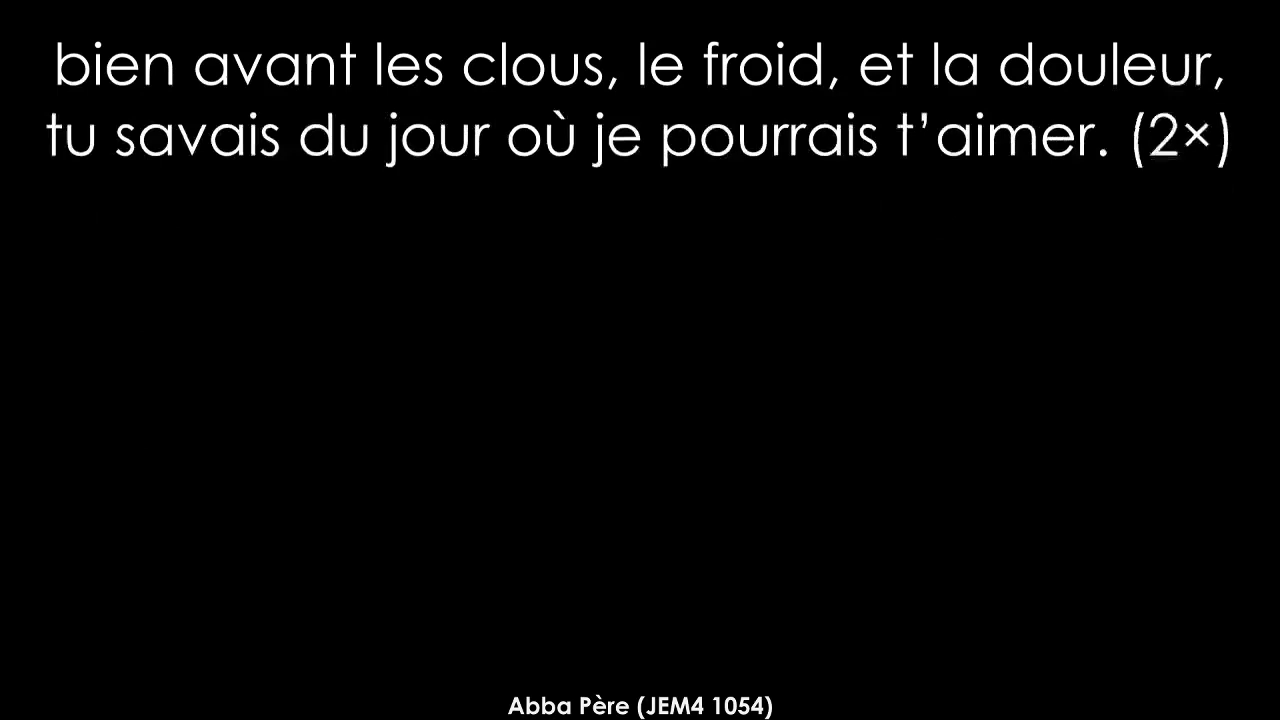 bien avant les clous, le froid, et la douleur,
tu savais du jour où je pourrais t’aimer. (2×)
Abba Père (JEM4 1054)